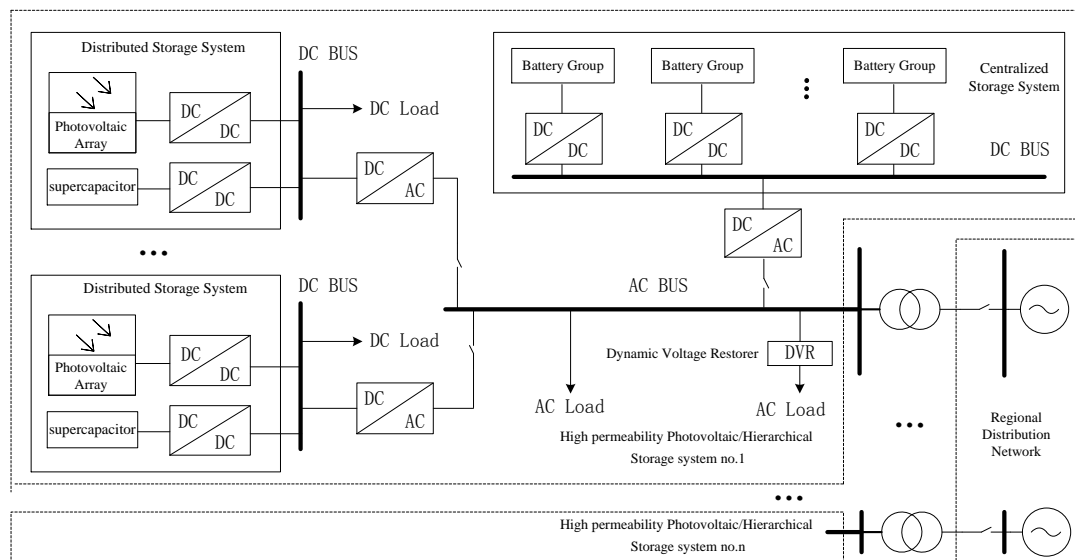 Distributed Storage System
DC BUS
Photovoltaic
Array
DC
DC
DC Load
supercapacitor
DC
DC
DC
AC
Battery Group
Battery Group
Battery Group
Centralized
Storage System
DC
DC
DC
DC
DC
DC
DC BUS
DC
AC
Distributed Storage System
DC BUS
AC BUS
Photovoltaic
Array
DC
DC
DC Load
supercapacitor
DC
DC
DC
AC
Dynamic Voltage Restorer
DVR
AC Load
AC Load
High permeability Photovoltaic/Hierarchical
Storage system no.1
Regional
Distribution
Network
High permeability Photovoltaic/Hierarchical
Storage system no.n